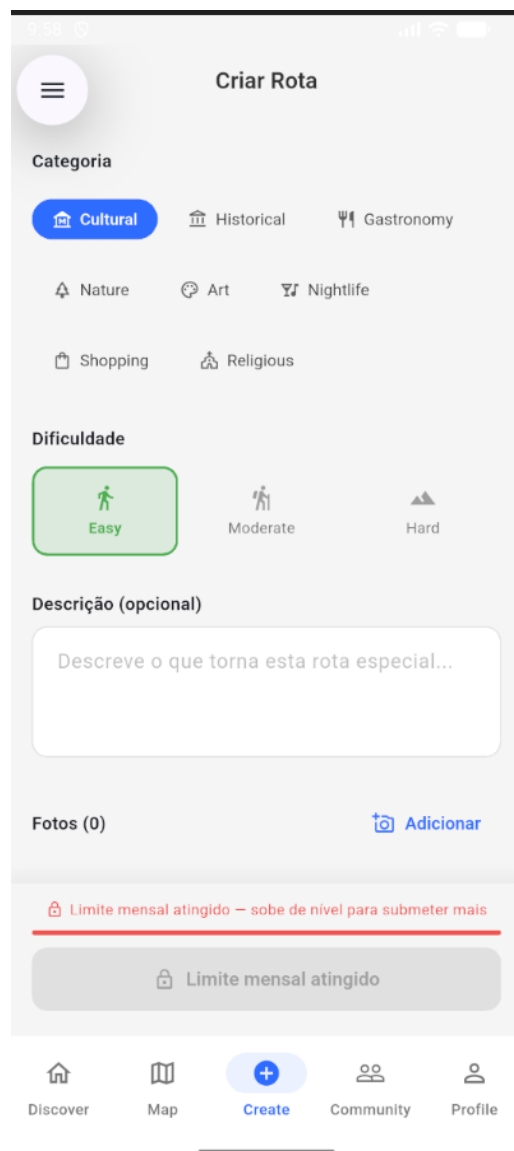 9:58
Criar Rota
Categoria
Cultural Historical Gastronomy
Nature Art Nightlife
Shopping Religious
Dificuldade
Easy Moderate Hard
Descrição (opcional)
Descreve o que torna esta rota especial...
Fotos (0) Adicionar
Limite mensal atingido — sobe de nível para submeter mais
Limite mensal atingido
Discover Map Create Community Profile